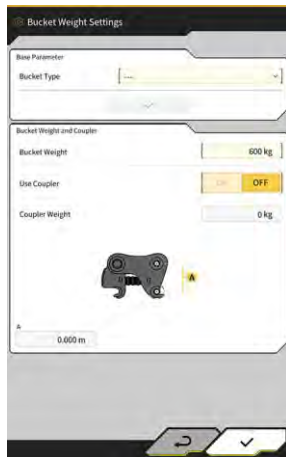 Bucket Weight Settings
Base Parameter
Bucket Type [ --- ]
Bucket Weight and Coupler
Bucket Weight [ 600 kg ]
Use Coupler ON OFF
Coupler Weight 0 kg
A
A
0.000 m